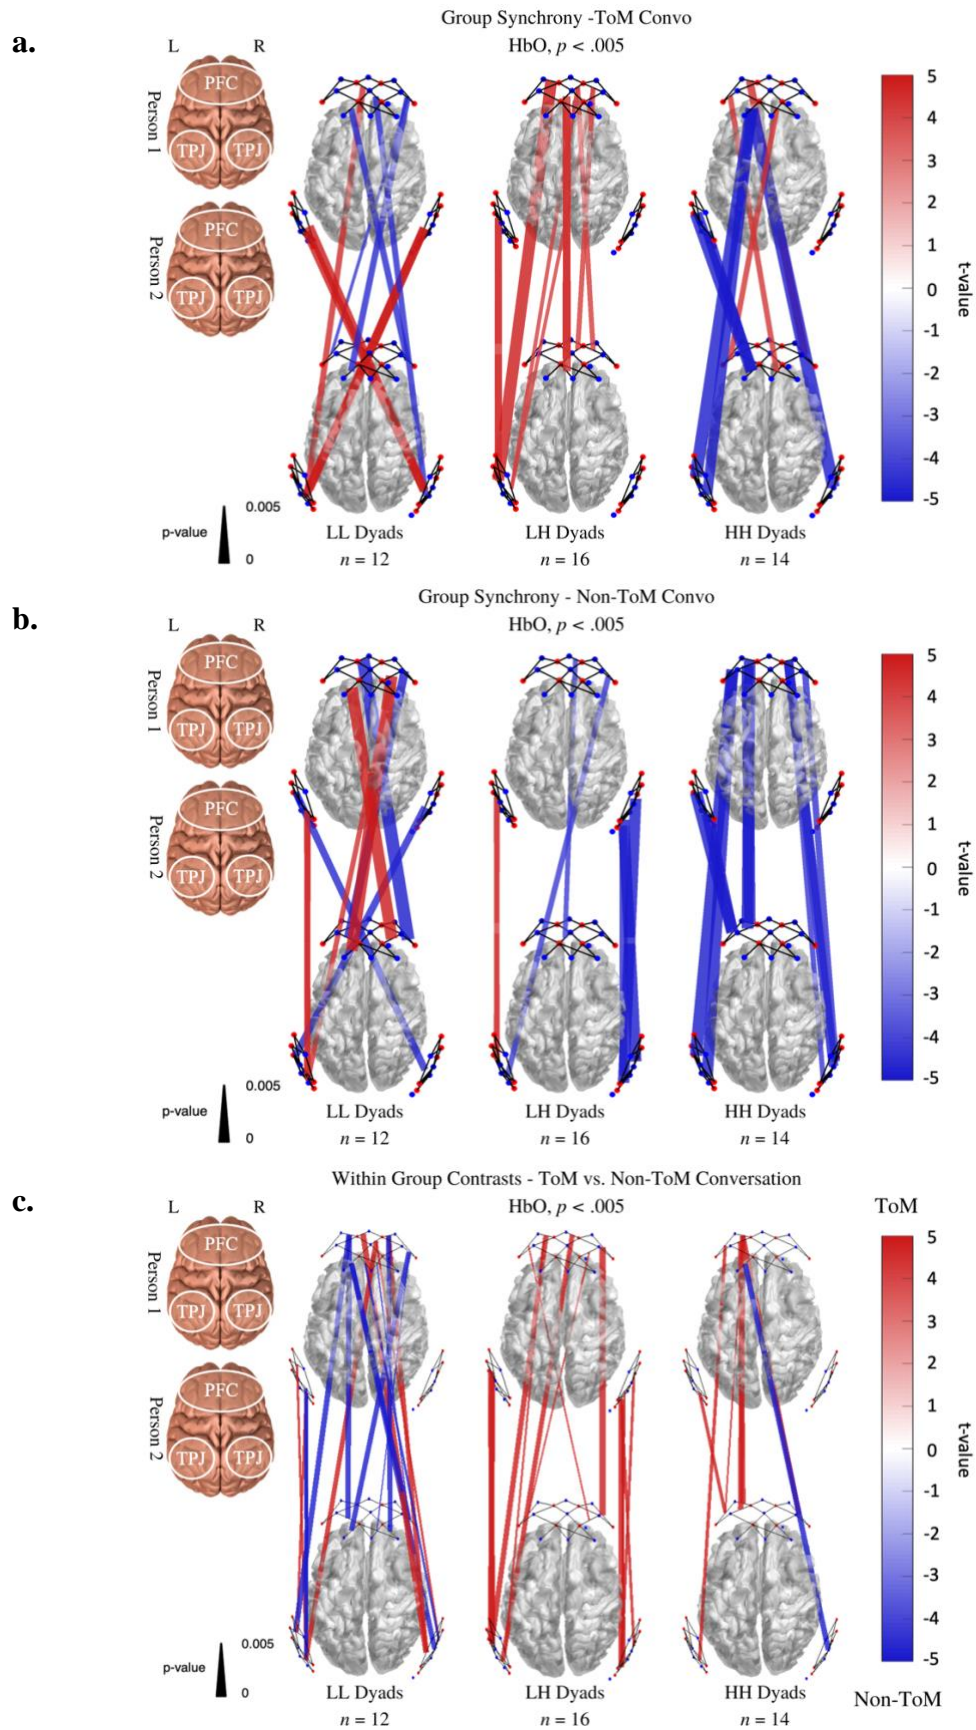 a.
Group Synchrony -ToM Convo
HbO, p < .005
L R
Person 1
PFC
TPJ TPJ
Person 2
PFC
TPJ TPJ
p-value
0.005
0
LL Dyads
n = 12
LH Dyads
n = 16
HH Dyads
n = 14
5
4
3
2
1
0
-1
-2
-3
-4
-5
t-value
b.
Group Synchrony - Non-ToM Convo
HbO, p < .005
L R
Person 1
PFC
TPJ TPJ
Person 2
PFC
TPJ TPJ
p-value
0.005
0
LL Dyads
n = 12
LH Dyads
n = 16
HH Dyads
n = 14
5
4
3
2
1
0
-1
-2
-3
-4
-5
t-value
c.
Within Group Contrasts - ToM vs. Non-ToM Conversation
HbO, p < .005
L R
Person 1
PFC
TPJ TPJ
Person 2
PFC
TPJ TPJ
p-value
0.005
0
LL Dyads
n = 12
LH Dyads
n = 16
HH Dyads
n = 14
ToM
5
4
3
2
1
0
-1
-2
-3
-4
-5
t-value
Non-ToM